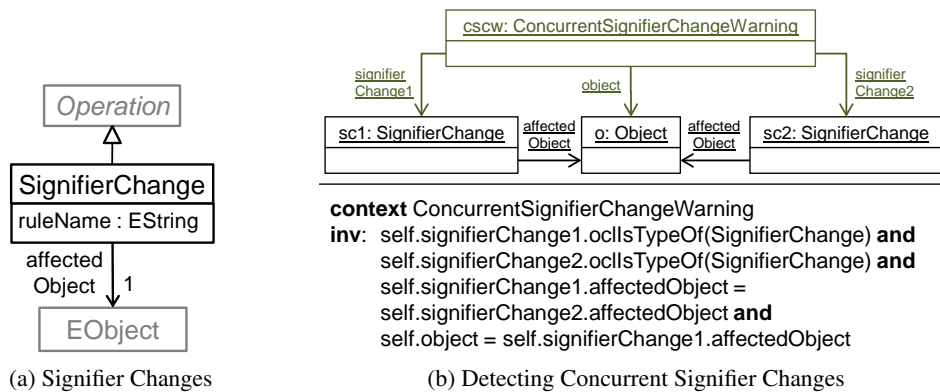 Operation
SignifierChange
ruleName : EString
affected
Object
1
EObject
(a) Signifier Changes
cscw: ConcurrentSignifierChangeWarning
signifier
Change1
object
signifier
Change2
sc1: SignifierChange
affected
Object
o: Object
affected
Object
sc2: SignifierChange
context ConcurrentSignifierChangeWarning
inv: self.signifierChange1.oclIsTypeOf(SignifierChange) and
self.signifierChange2.oclIsTypeOf(SignifierChange) and
self.signifierChange1.affectedObject =
self.signifierChange2.affectedObject and
self.object = self.signifierChange1.affectedObject
(b) Detecting Concurrent Signifier Changes